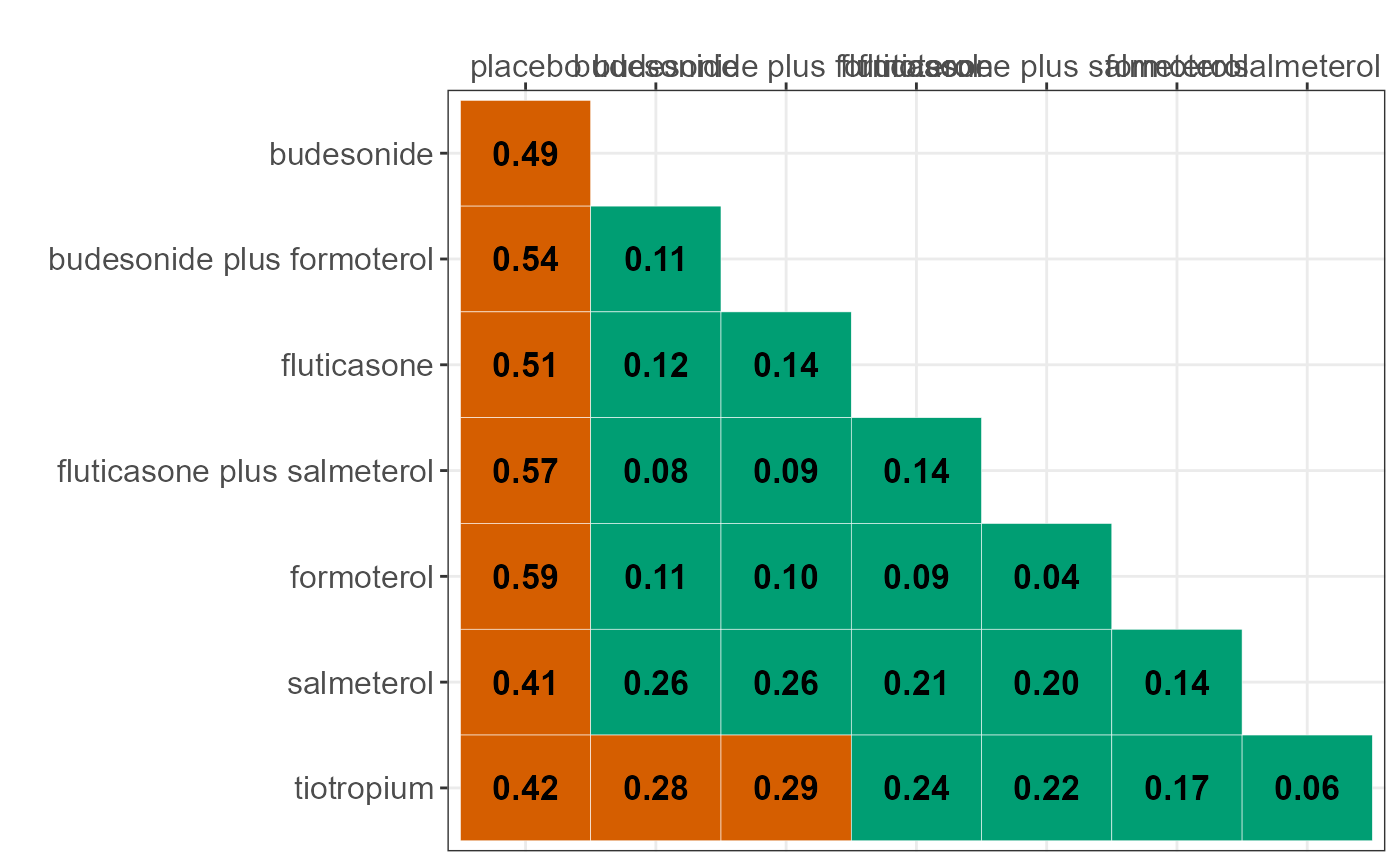 placebo budesonide budesonide plus formoterol fluticasone fluticasone plus salmeterol formoterol salmeterol
budesonide 0.49
budesonide plus formoterol 0.54 0.11
fluticasone 0.51 0.12 0.14
fluticasone plus salmeterol 0.57 0.08 0.09 0.14
formoterol 0.59 0.11 0.10 0.09 0.04
salmeterol 0.41 0.26 0.26 0.21 0.20 0.14
tiotropium 0.42 0.28 0.29 0.24 0.22 0.17 0.06